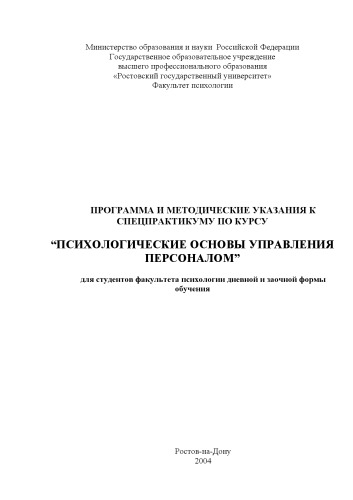 Министерство образования и науки Российской Федерации
Государственное образовательное учреждение
высшего профессионального образования
«Ростовский государственный университет»
Факультет психологии
ПРОГРАММА И МЕТОДИЧЕСКИЕ УКАЗАНИЯ К
СПЕЦПРАКТИКУМУ ПО КУРСУ
“ПСИХОЛОГИЧЕСКИЕ ОСНОВЫ УПРАВЛЕНИЯ
ПЕРСОНАЛОМ”
для студентов факультета психологии дневной и заочной формы
обучения
Ростов-на-Дону
2004